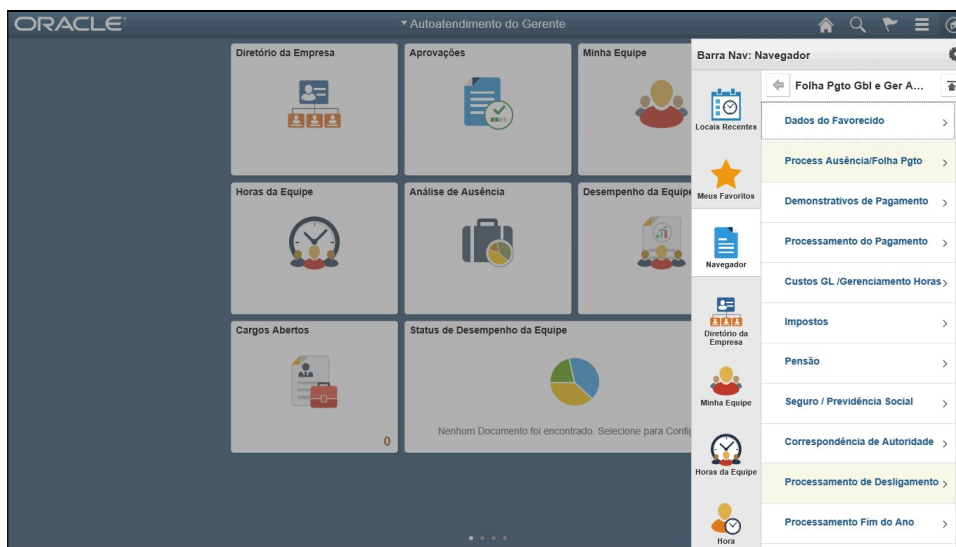 ORACLE
Autoatendimento do Gerente
Diretório da Empresa
Aprovações
Minha Equipe
Horas da Equipe
Análise de Ausência
Desempenho da Equipe
Cargos Abertos
0
Status de Desempenho da Equipe
Nenhum Documento foi encontrado. Selecione para Config
Barra Nav: Navegador
Locais Recentes
Meus Favoritos
Navegador
Diretório da
Empresa
Minha Equipe
Horas da Equipe
Hora
Folha Pgto Gbl e Ger A...
Dados do Favorecido
Process Ausência/Folha Pgto
Demonstrativos de Pagamento
Processamento do Pagamento
Custos GL /Gerenciamento Horas
Impostos
Pensão
Seguro / Previdência Social
Correspondência de Autoridade
Processamento de Desligamento
Processamento Fim do Ano